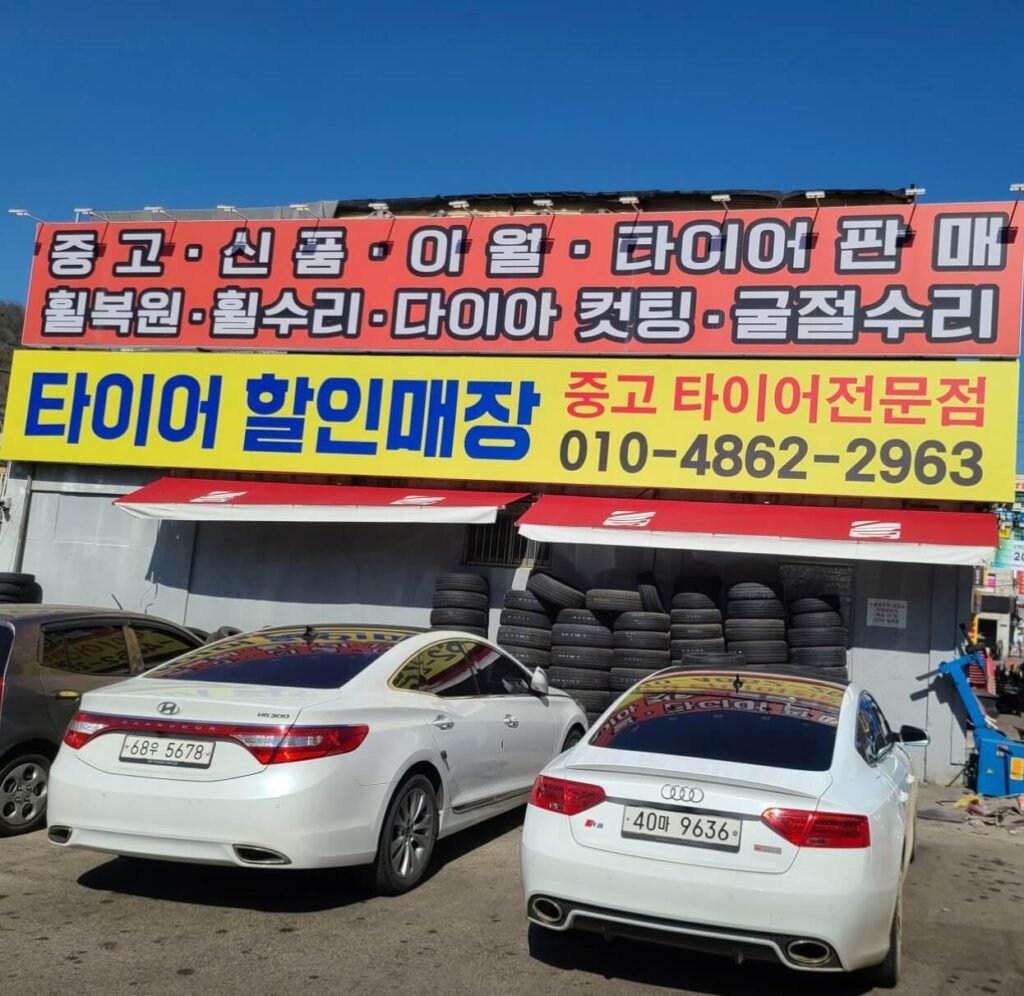 중고·신품·이월·타이어판매
휠복원·휠수리·다이아 컷팅·굴절수리
타이어 할인매장
중고 타이어전문점
010-4862-2963
GRANDEUR
HG300
68우 5678
40마 9636